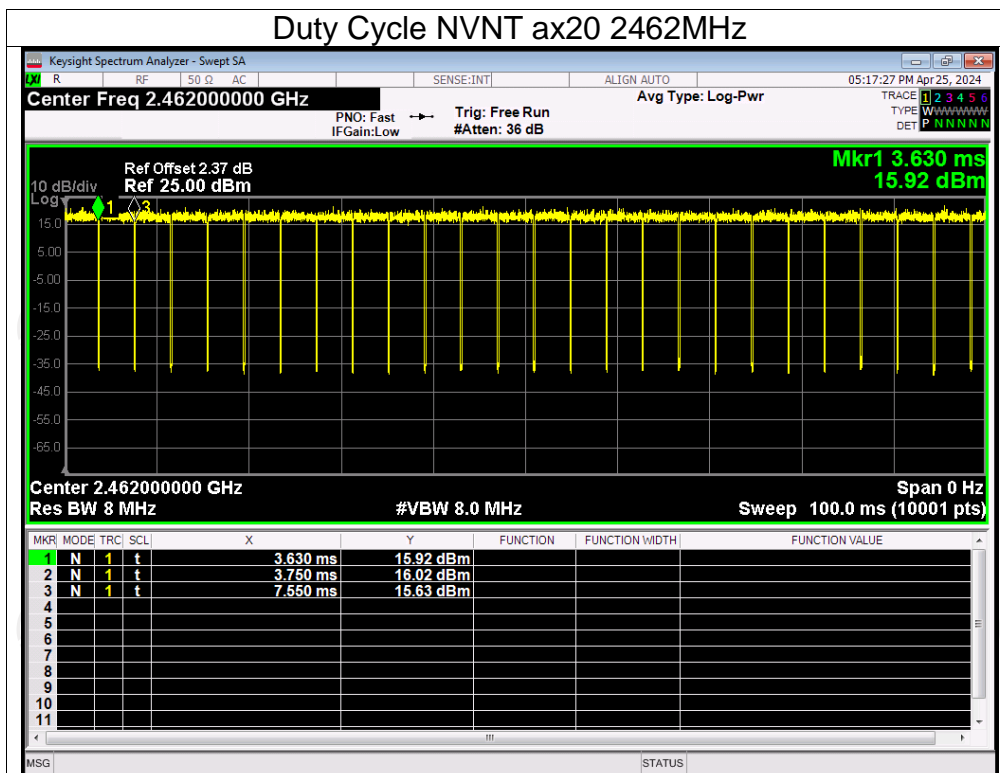 Duty Cycle NVNT ax20 2462MHz
Keysight Spectrum Analyzer - Swept SA
LXI R RF 50 Ω AC SENSE:INT ALIGN AUTO 05:17:27 PM Apr 25, 2024
Center Freq 2.462000000 GHz Avg Type: Log-Pwr TRACE 1 2 3 4 5 6
PNO: Fast Trig: Free Run TYPE WWWWWW
IFGain:Low #Atten: 36 dB DET P N N N N N
Mkr1 3.630 ms
Ref Offset 2.37 dB
10 dB/div Ref 25.00 dBm 15.92 dBm
Log
1 3
15.0
5.00
-5.00
-15.0
-25.0
-35.0
-45.0
-55.0
-65.0
Center 2.462000000 GHz Span 0 Hz
Res BW 8 MHz #VBW 8.0 MHz Sweep 100.0 ms (10001 pts)
MKR MODE TRC SCL X Y FUNCTION FUNCTION WIDTH FUNCTION VALUE
1 N 1 t 3.630 ms 15.92 dBm
2 N 1 t 3.750 ms 16.02 dBm
3 N 1 t 7.550 ms 15.63 dBm
4
5
6
7
8
9
10
11
MSG STATUS